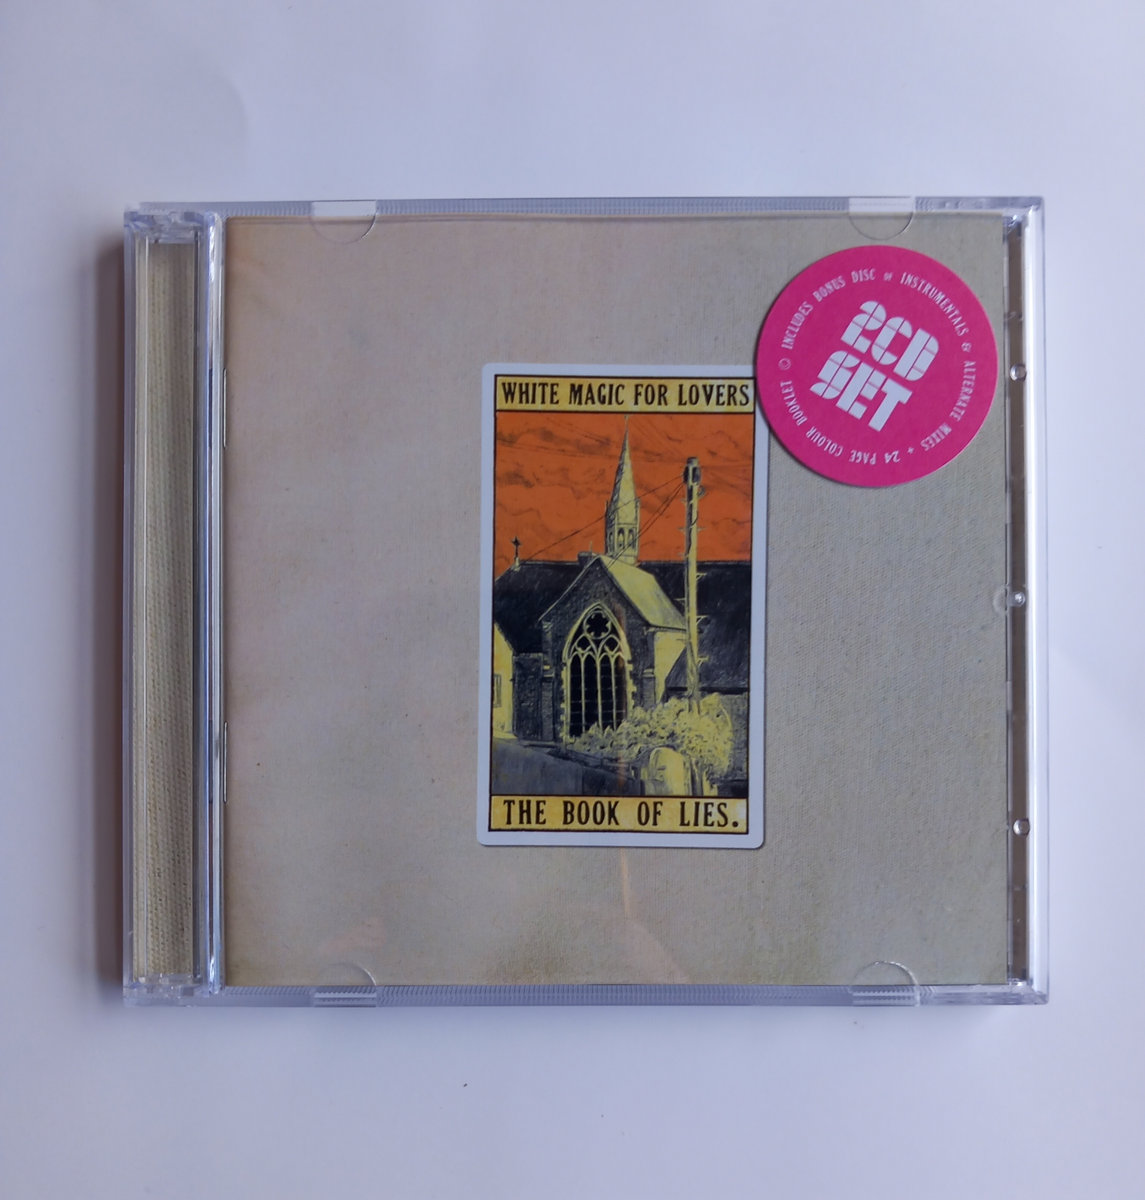 WHITE MAGIC FOR LOVERS
THE BOOK OF LIES.
2CD
SET
INCLUDES BONUS DISC OF INSTRUMENTALS & ALTERNATE MIXES + 24 PAGE COLOUR BOOKLET ©